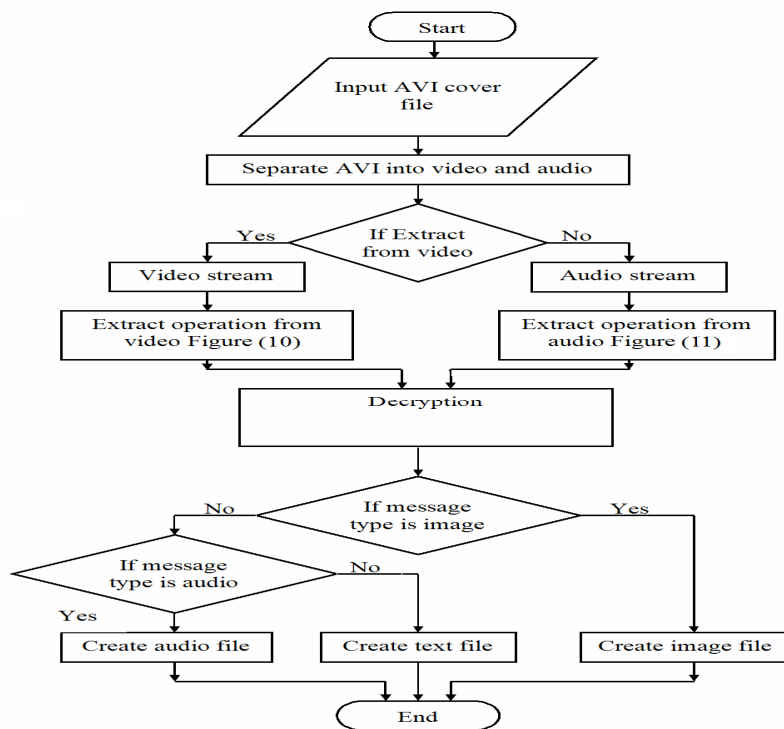 Start
Input AVI cover
file
Separate AVI into video and audio
If Extract
from video
Yes
No
Video stream
Audio stream
Extract operation from
video Figure (10)
Extract operation from
audio Figure (11)
Decryption
If message
type is image
No
Yes
If message
type is audio
No
Yes
Create audio file
Create text file
Create image file
End